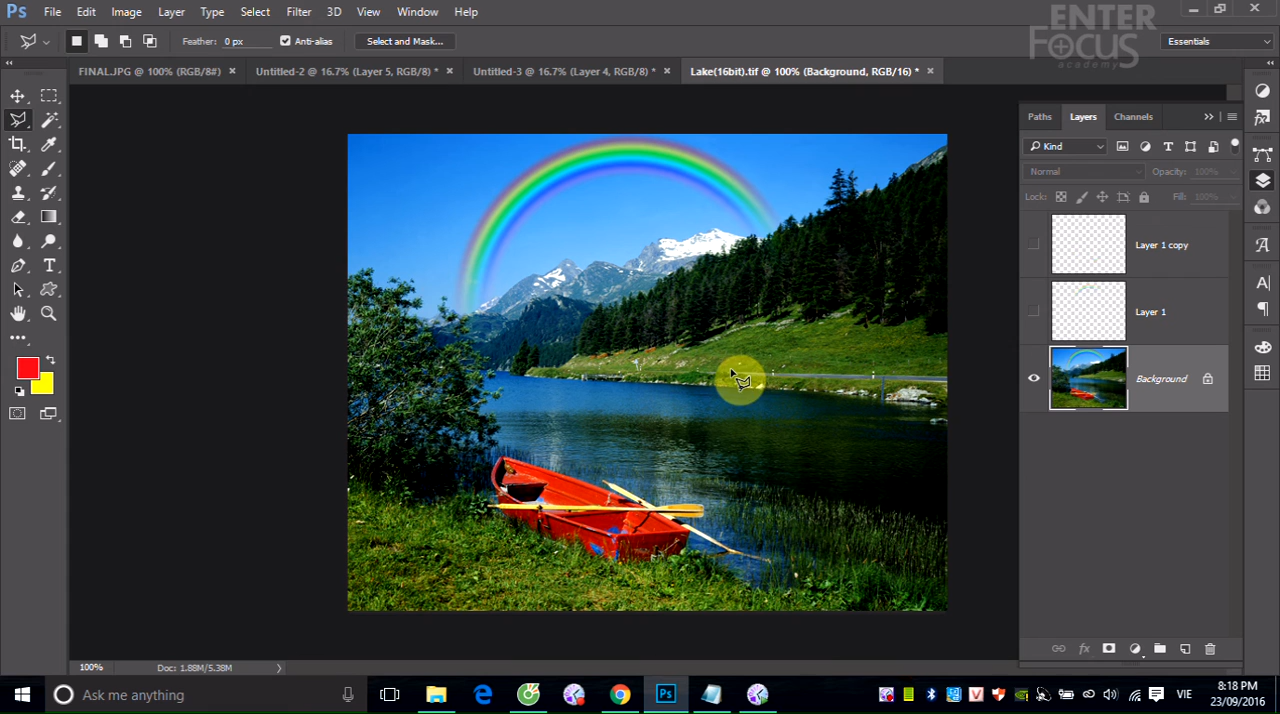 Ps File Edit Image Layer Type Select Filter 3D View Window Help
ENTER
FOCUS
academy
Feather: 0 px Anti-alias Select and Mask... Essentials
FINAL.JPG @ 100% (RGB/8#) × Untitled-2 @ 16.7% (Layer 5, RGB/8) * × Untitled-3 @ 16.7% (Layer 4, RGB/8) * × Lake(16bit).tif @ 100% (Background, RGB/16) * ×
Paths Layers Channels
Kind
Normal Opacity: 100%
Lock: Fill: 100%
Layer 1 copy
Layer 1
Background
100% Doc: 1.88M/5.38M
Ask me anything
Ps
VIE
8:18 PM
23/09/2016